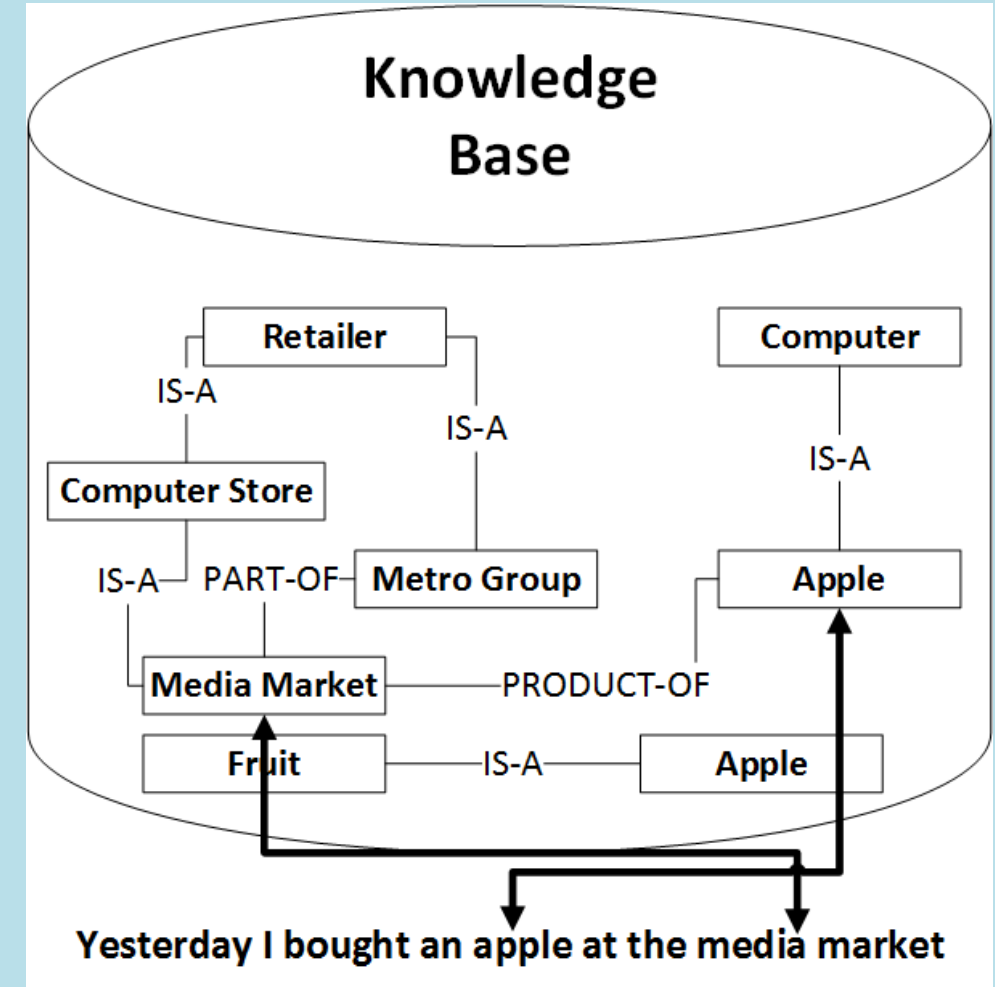 Knowledge
Base
Retailer
Computer
IS-A
IS-A
IS-A
Computer Store
IS-A
PART-OF
Metro Group
Apple
Media Market
PRODUCT-OF
Fruit
IS-A
Apple
Yesterday I bought an apple at the media market